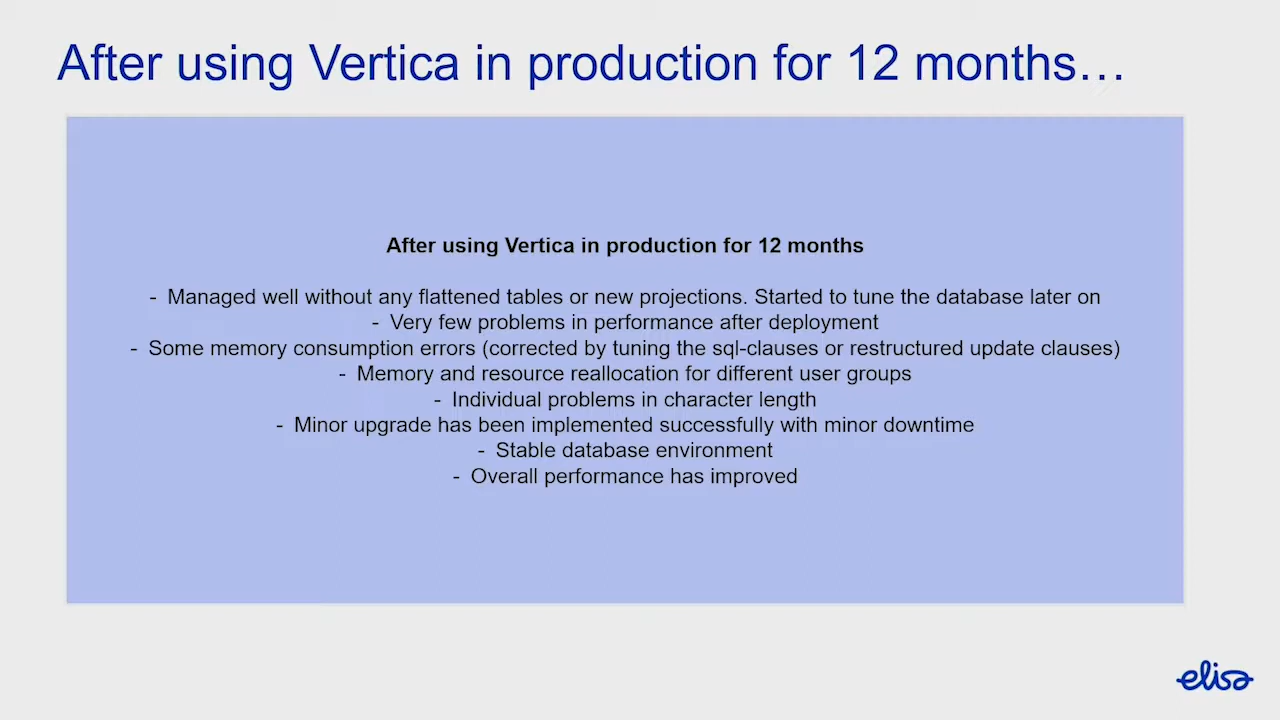 After using Vertica in production for 12 months…
After using Vertica in production for 12 months
- Managed well without any flattened tables or new projections. Started to tune the database later on
- Very few problems in performance after deployment
- Some memory consumption errors (corrected by tuning the sql-clauses or restructured update clauses)
- Memory and resource reallocation for different user groups
- Individual problems in character length
- Minor upgrade has been implemented successfully with minor downtime
- Stable database environment
- Overall performance has improved
elisa